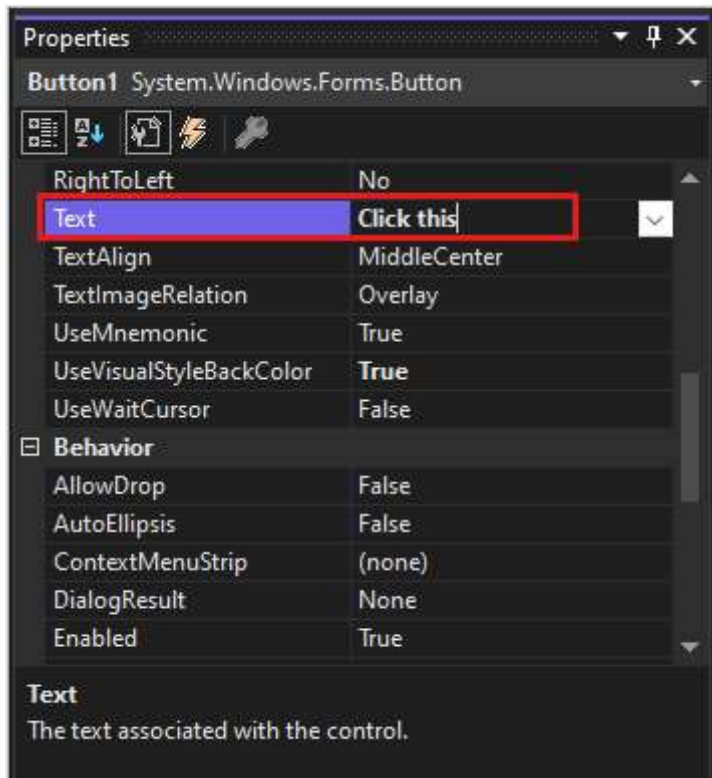 Properties
Button1 System.Windows.Forms.Button
RightToLeft No
Text Click this
TextAlign MiddleCenter
TextImageRelation Overlay
UseMnemonic True
UseVisualStyleBackColor True
UseWaitCursor False
Behavior
AllowDrop False
AutoEllipsis False
ContextMenuStrip (none)
DialogResult None
Enabled True
Text
The text associated with the control.